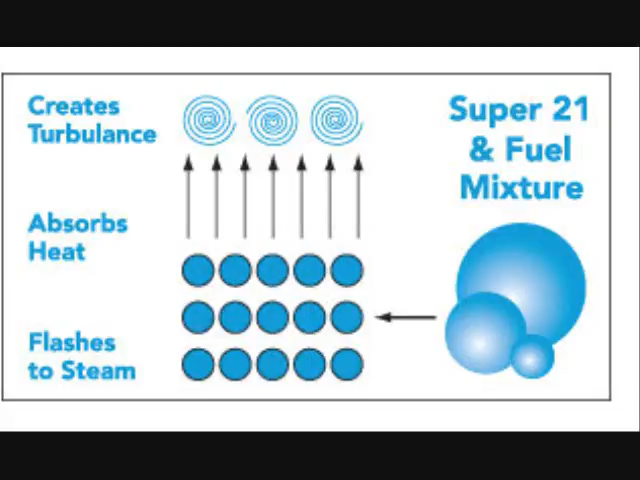 Creates
Turbulance
Absorbs
Heat
Flashes
to Steam
Super 21
& Fuel
Mixture